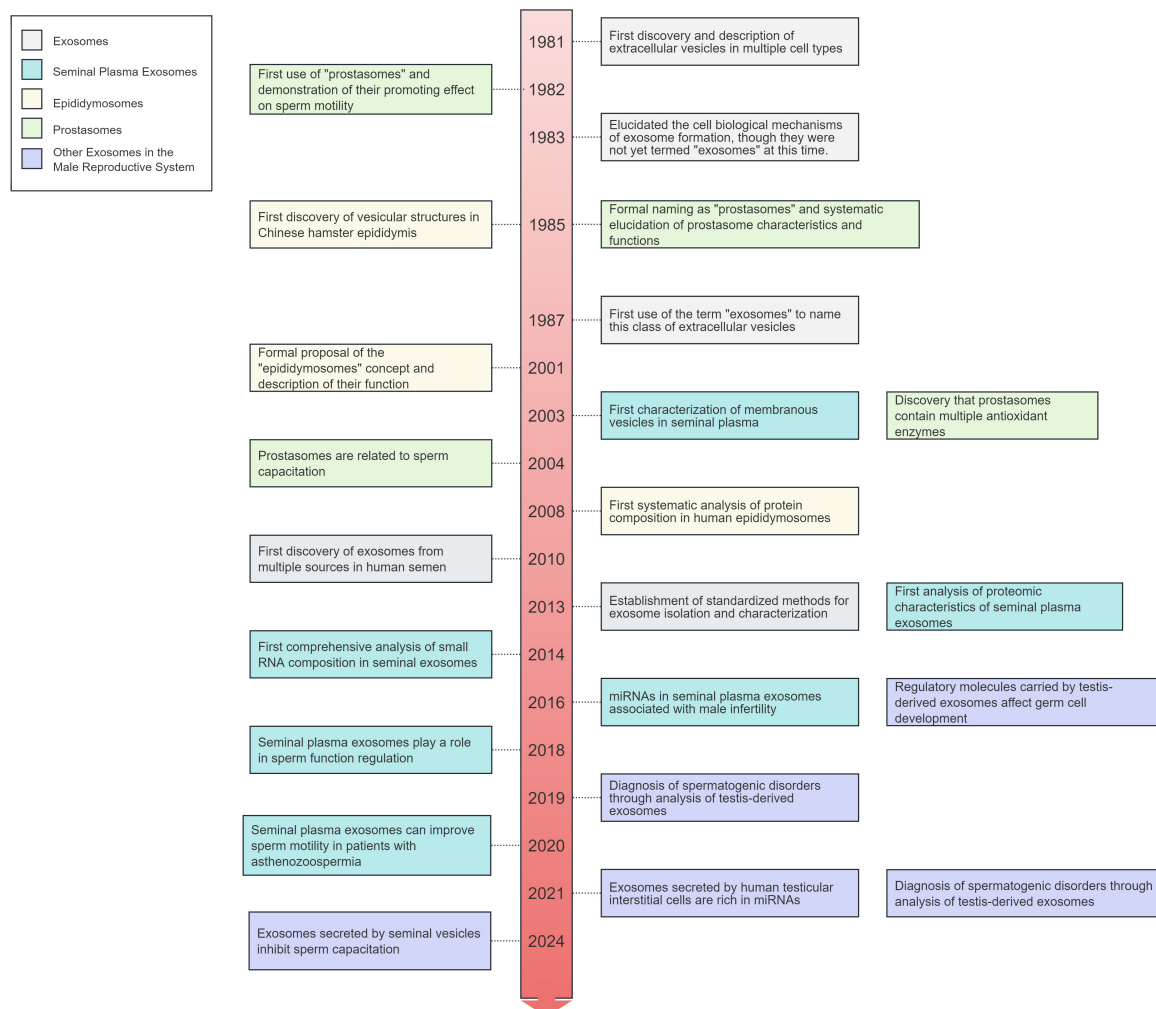 Exosomes
Seminal Plasma Exosomes
Epididymosomes
Prostasomes
Other Exosomes in the
Male Reproductive System
1981
First discovery and description of
extracellular vesicles in multiple cell types
First use of "prostasomes" and
demonstration of their promoting effect
on sperm motility
1982
1983
Elucidated the cell biological mechanisms
of exosome formation, though they were
not yet termed "exosomes" at this time.
First discovery of vesicular structures in
Chinese hamster epididymis
1985
Formal naming as "prostasomes" and systematic
elucidation of prostasome characteristics and
functions
1987
First use of the term "exosomes" to name
this class of extracellular vesicles
Formal proposal of the
"epididymosomes" concept and
description of their function
2001
2003
First characterization of membranous
vesicles in seminal plasma
Discovery that prostasomes
contain multiple antioxidant
enzymes
Prostasomes are related to sperm
capacitation
2004
2008
First systematic analysis of protein
composition in human epididymosomes
First discovery of exosomes from
multiple sources in human semen
2010
2013
Establishment of standardized methods for
exosome isolation and characterization
First analysis of proteomic
characteristics of seminal plasma
exosomes
First comprehensive analysis of small
RNA composition in seminal exosomes
2014
2016
miRNAs in seminal plasma exosomes
associated with male infertility
Regulatory molecules carried by testis-
derived exosomes affect germ cell
development
Seminal plasma exosomes play a role
in sperm function regulation
2018
2019
Diagnosis of spermatogenic disorders
through analysis of testis-derived
exosomes
Seminal plasma exosomes can improve
sperm motility in patients with
asthenozoospermia
2020
2021
Exosomes secreted by human testicular
interstitial cells are rich in miRNAs
Diagnosis of spermatogenic disorders through
analysis of testis-derived exosomes
Exosomes secreted by seminal vesicles
inhibit sperm capacitation
2024